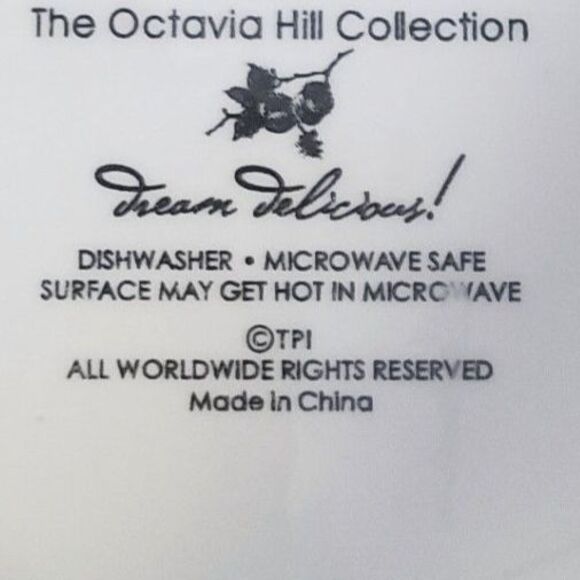 The Octavia Hill Collection
dream delicious!
DISHWASHER • MICROWAVE SAFE
SURFACE MAY GET HOT IN MICROWAVE
©TPI
ALL WORLDWIDE RIGHTS RESERVED
Made in China